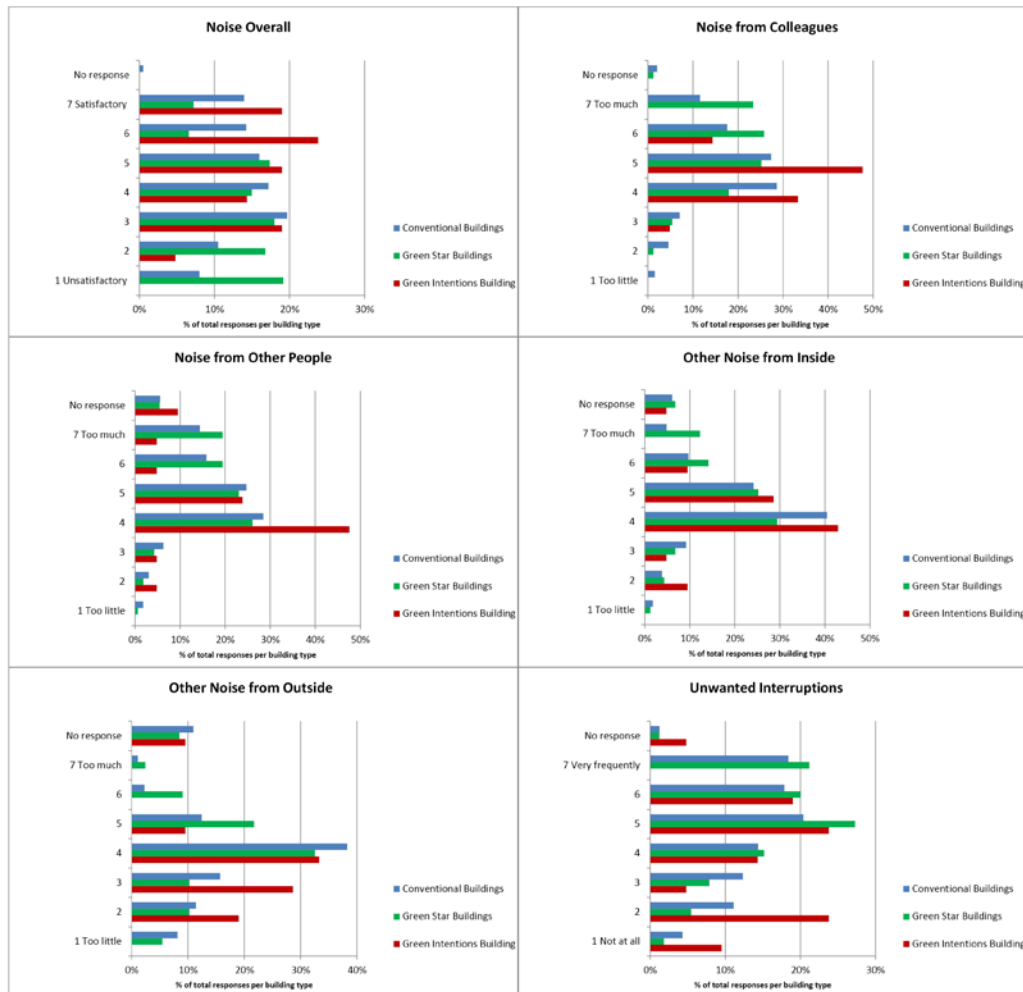 Noise Overall
No response
7 Satisfactory
6
5
4
3
2
1 Unsatisfactory
0% 10% 20% 30%
% of total responses per building type
Conventional Buildings
Green Star Buildings
Green Intentions Building
Noise from Colleagues
No response
7 Too much
6
5
4
3
2
1 Too little
0% 10% 20% 30% 40% 50%
% of total responses per building type
Conventional Buildings
Green Star Buildings
Green Intentions Building
Noise from Other People
No response
7 Too much
6
5
4
3
2
1 Too little
0% 10% 20% 30% 40% 50%
% of total responses per building type
Conventional Buildings
Green Star Buildings
Green Intentions Building
Other Noise from Inside
No response
7 Too much
6
5
4
3
2
1 Too little
0% 10% 20% 30% 40% 50%
% of total responses per building type
Conventional Buildings
Green Star Buildings
Green Intentions Building
Other Noise from Outside
No response
7 Too much
6
5
4
3
2
1 Too little
0% 10% 20% 30% 40%
% of total responses per building type
Conventional Buildings
Green Star Buildings
Green Intentions Building
Unwanted Interruptions
No response
7 Very frequently
6
5
4
3
2
1 Not at all
0% 10% 20% 30%
% of total responses per building type
Conventional Buildings
Green Star Buildings
Green Intentions Building